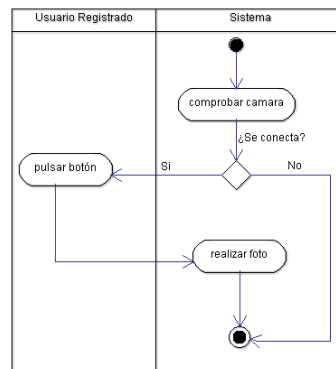 Usuario Registrado
Sistema
comprobar camara
¿Se conecta?
pulsar botón
Si
No
realizar foto